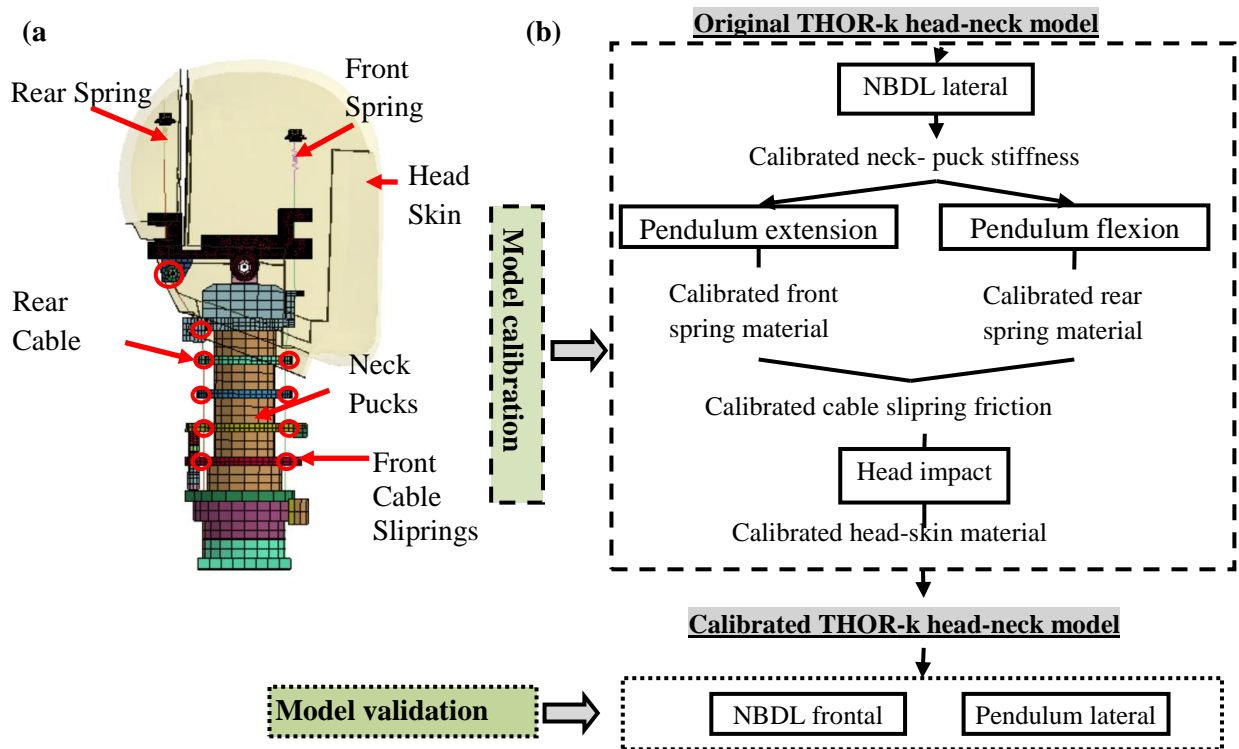 (a
Rear Spring
Front
Spring
Head
Skin
Rear
Cable
Neck
Pucks
Front
Cable
Sliprings
(b)
Original THOR-k head-neck model
NBDL lateral
Calibrated neck- puck stiffness
Pendulum extension
Pendulum flexion
Calibrated front
spring material
Calibrated rear
spring material
Calibrated cable slipring friction
Head impact
Calibrated head-skin material
Model calibration
Calibrated THOR-k head-neck model
Model validation
NBDL frontal
Pendulum lateral